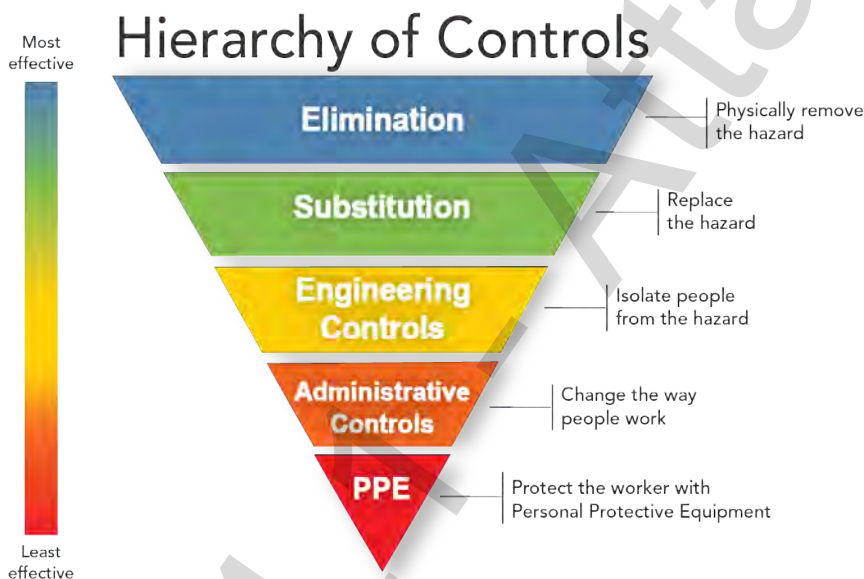 Hierarchy of Controls
Most
effective
Elimination
Physically remove
the hazard
Substitution
Replace
the hazard
Engineering
Controls
Isolate people
from the hazard
Administrative
Controls
Change the way
people work
PPE
Protect the worker with
Personal Protective Equipment
Least
effective